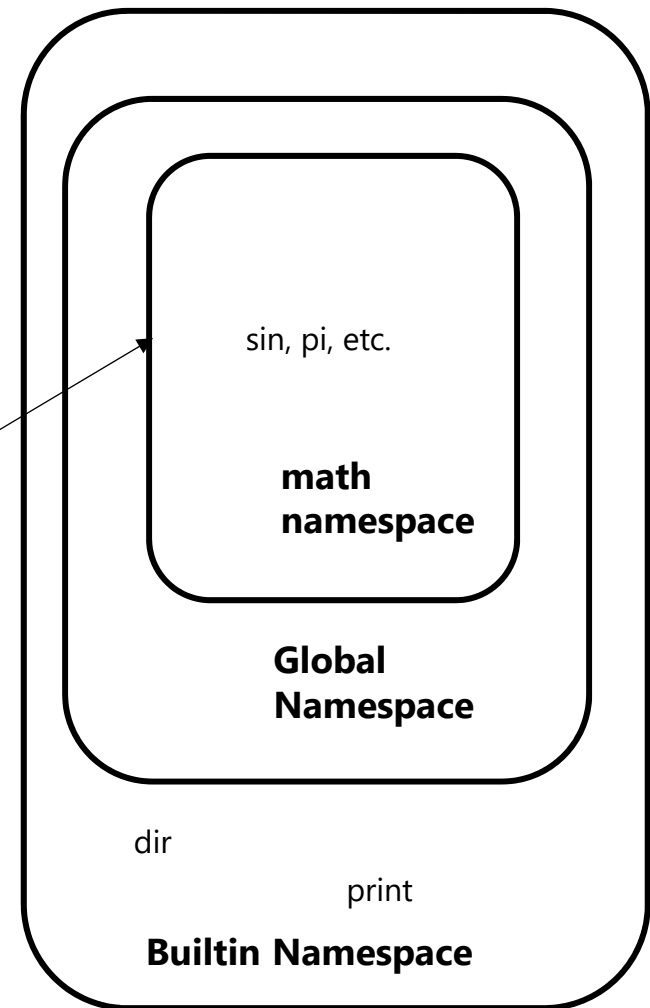 sin, pi, etc.
math
namespace
Global
Namespace
dir
print
Builtin Namespace